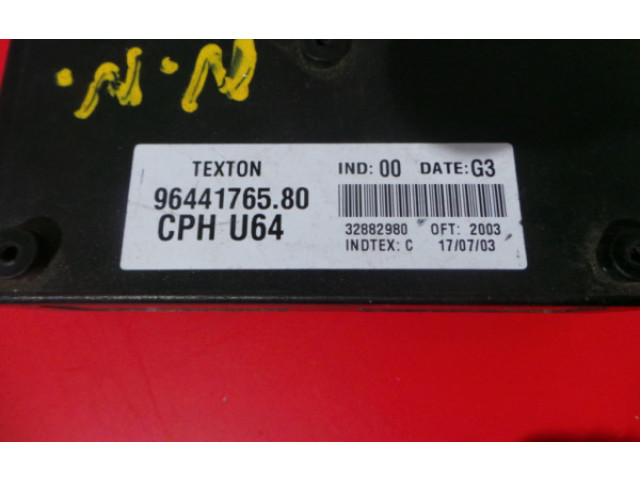 TEXTON
96441765.80
CPH U64
IND: 00 DATE: G3
32882980 OFT: 2003
INDTEX: C 17/07/03